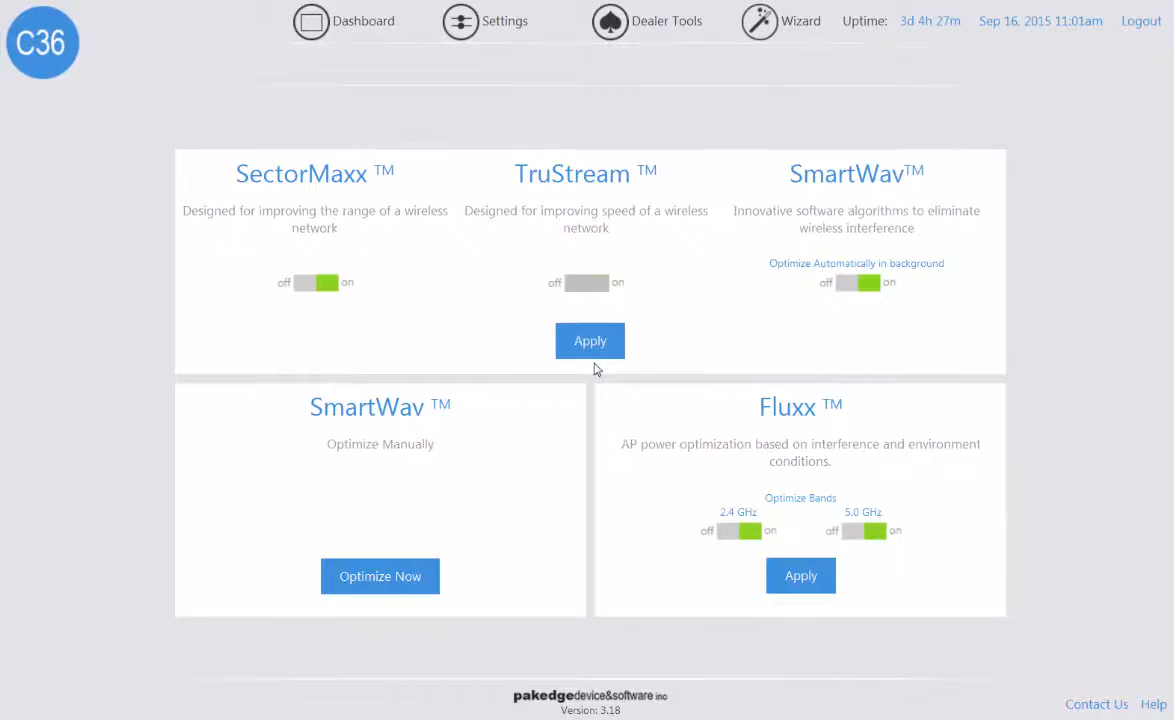 C36
Dashboard
Settings
Dealer Tools
Wizard
Uptime: 3d 4h 27m
Sep 16, 2015 11:01am
Logout
SectorMaxx ™
Designed for improving the range of a wireless
network
off on
TruStream ™
Designed for improving speed of a wireless
network
off on
SmartWav™
Innovative software algorithms to eliminate
wireless interference
Optimize Automatically in background
off on
Apply
SmartWav ™
Optimize Manually
Optimize Now
Fluxx ™
AP power optimization based on interference and environment
conditions.
Optimize Bands
2.4 GHz 5.0 GHz
off on off on
Apply
pakedgedevice&software inc
Version: 3.18
Contact Us Help